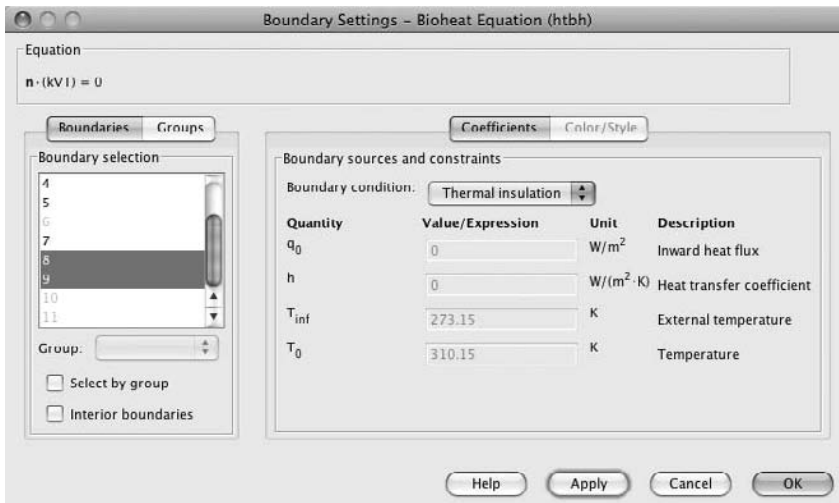 Boundary Settings – Bioheat Equation (htbh)
Equation
n·(k∇T) = 0
Boundaries Groups
Boundary selection
4
5
6
7
8
9
10
11
Group:
Select by group
Interior boundaries
Coefficients Color/Style
Boundary sources and constraints
Boundary condition: Thermal insulation
Quantity Value/Expression Unit Description
q0 0 W/m² Inward heat flux
h 0 W/(m²·K) Heat transfer coefficient
Tinf 273.15 K External temperature
T0 310.15 K Temperature
Help Apply Cancel OK